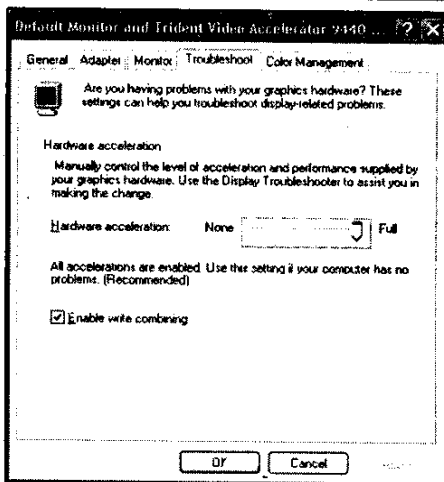 Default Monitor and Trident Video Accelerator 9440 ...
General Adapter Monitor Troubleshoot Color Management
Are you having problems with your graphics hardware? These
settings can help you troubleshoot display-related problems.
Hardware acceleration
Manually control the level of acceleration and performance supplied by
your graphics hardware. Use the Display Troubleshooter to assist you in
making the change.
Hardware acceleration: None Full
All accelerations are enabled. Use this setting if your computer has no
problems. (Recommended)
Enable write combining
OK Cancel